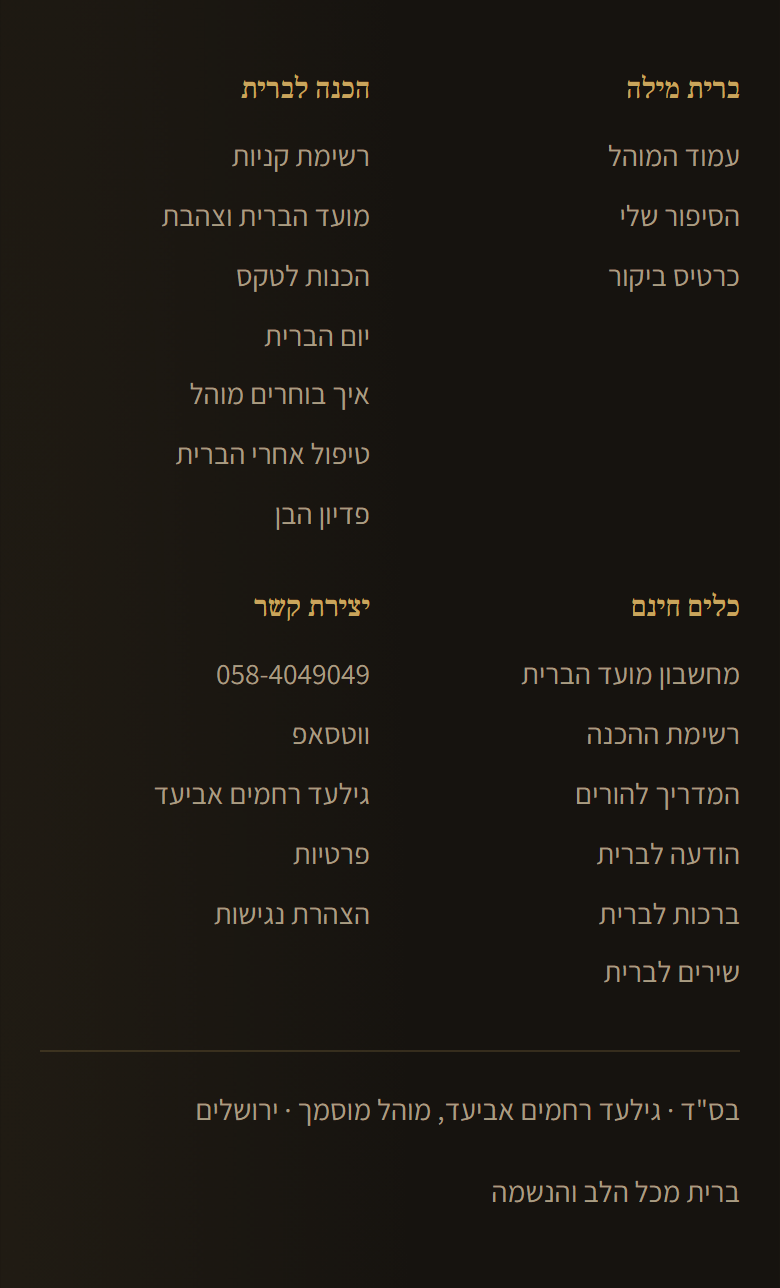 ברית מילה
עמוד המוהל
הסיפור שלי
כרטיס ביקור
הכנה לברית
רשימת קניות
מועד הברית וצהבת
הכנות לטקס
יום הברית
איך בוחרים מוהל
טיפול אחרי הברית
פדיון הבן
כלים חינם
מחשבון מועד הברית
רשימת ההכנה
המדריך להורים
הודעה לברית
ברכות לברית
שירים לברית
יצירת קשר
058-4049049
ווטסאפ
גילעד רחמים אביעד
פרטיות
הצהרת נגישות
בס"ד · גילעד רחמים אביעד, מוהל מוסמך · ירושלים
ברית מכל הלב והנשמה